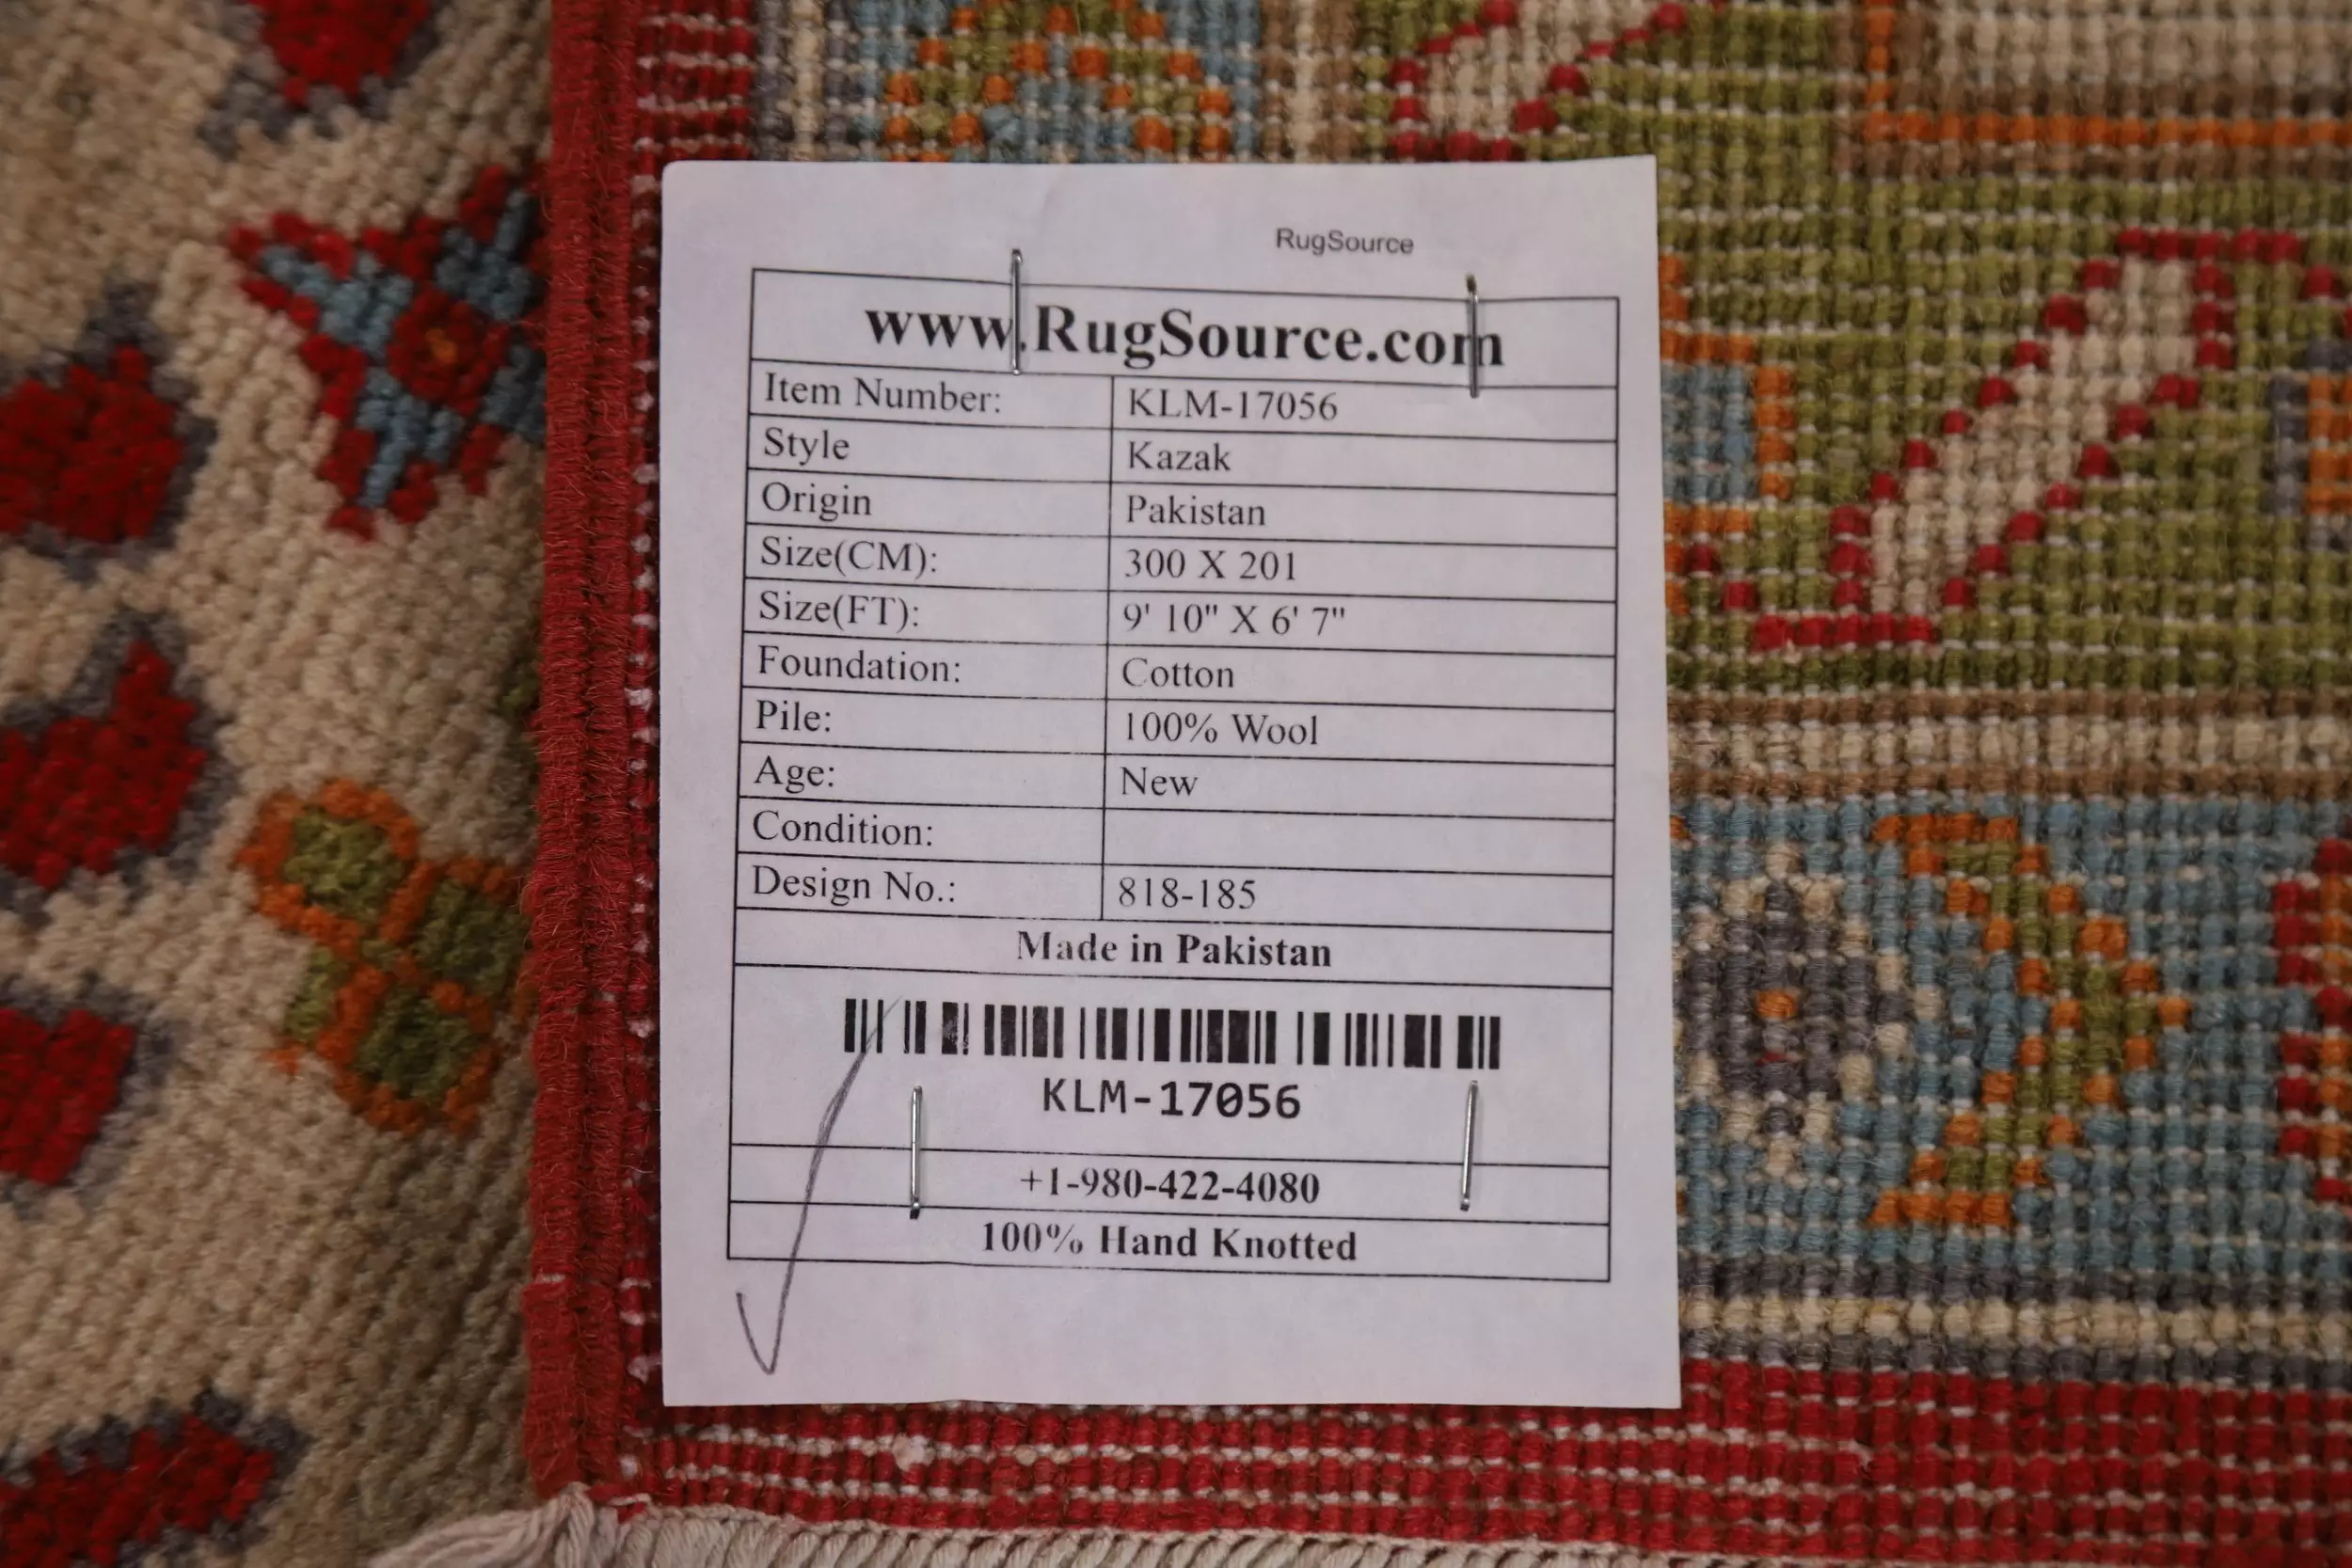 RugSource
www.RugSource.com
Item Number: KLM-17056
Style Kazak
Origin Pakistan
Size(CM): 300 X 201
Size(FT): 9' 10" X 6' 7"
Foundation: Cotton
Pile: 100% Wool
Age: New
Condition:
Design No.: 818-185
Made in Pakistan
KLM-17056
+1-980-422-4080
100% Hand Knotted